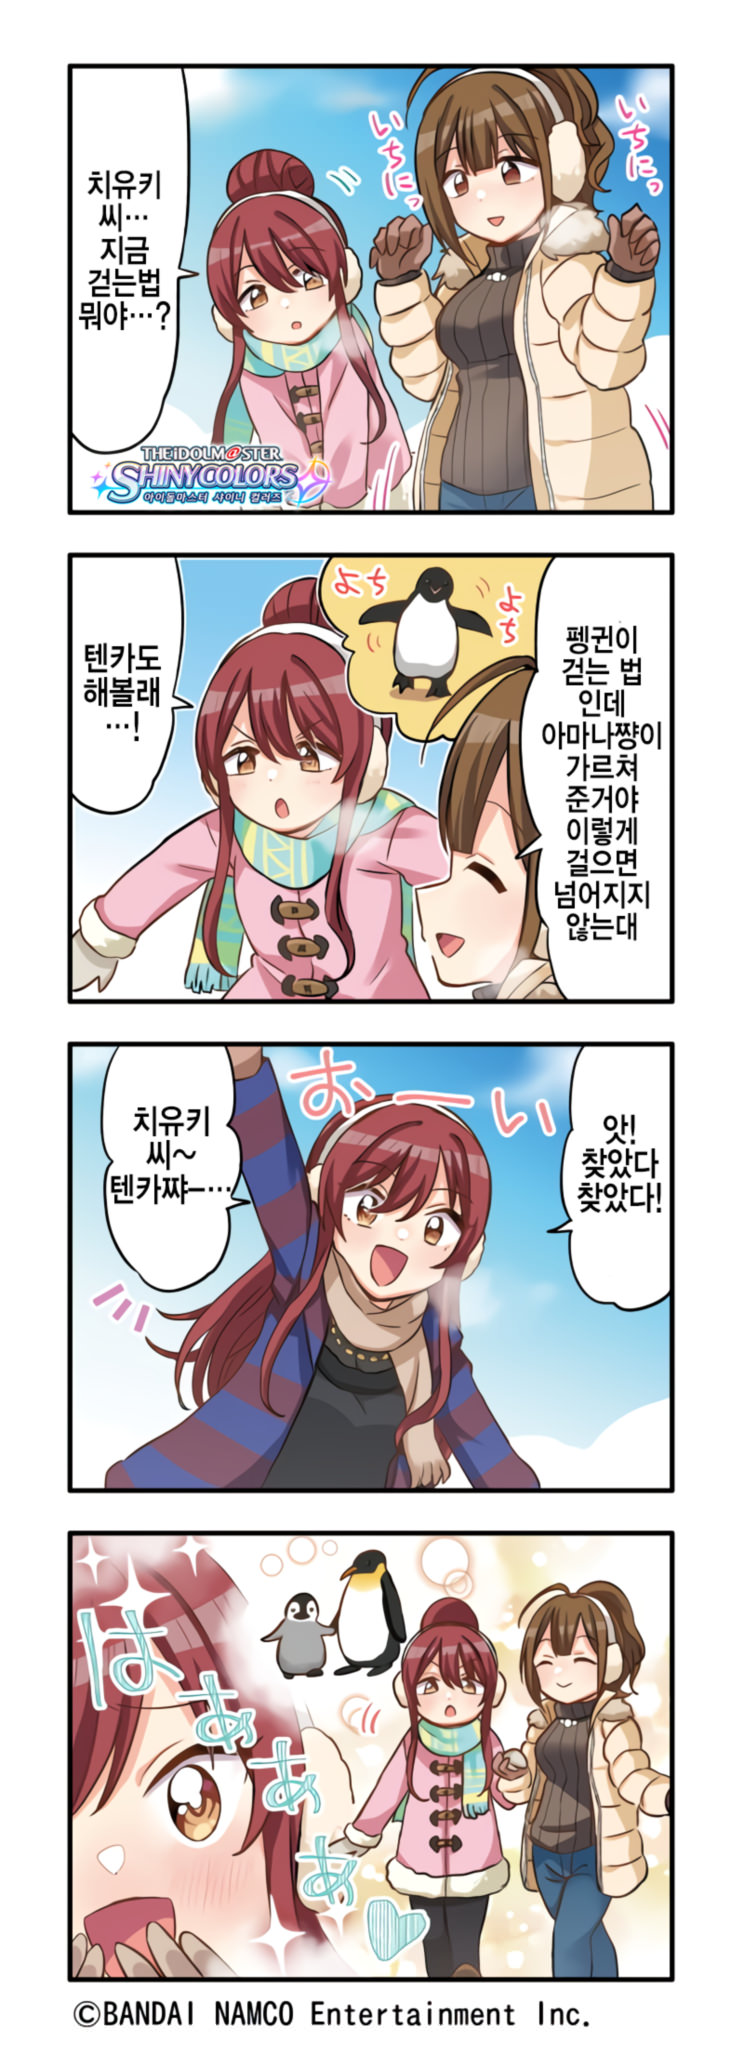 치유키
씨…
지금
걷는법
뭐야…?
いちにっ
いちにっ
THE iDOLM@STER
SHINY COLORS
아이돌마스터 샤이니 컬러즈
펭귄이
걷는 법
인데
아마나쨩이
가르쳐
준거야
이렇게
걸으면
넘어지지
않는대
よち
よち
텐카도
해볼래
…!
앗!
찾았다
찾았다!
おーい
치유키
씨~
텐카쨔–…
はぁぁぁ
©BANDAI NAMCO Entertainment Inc.